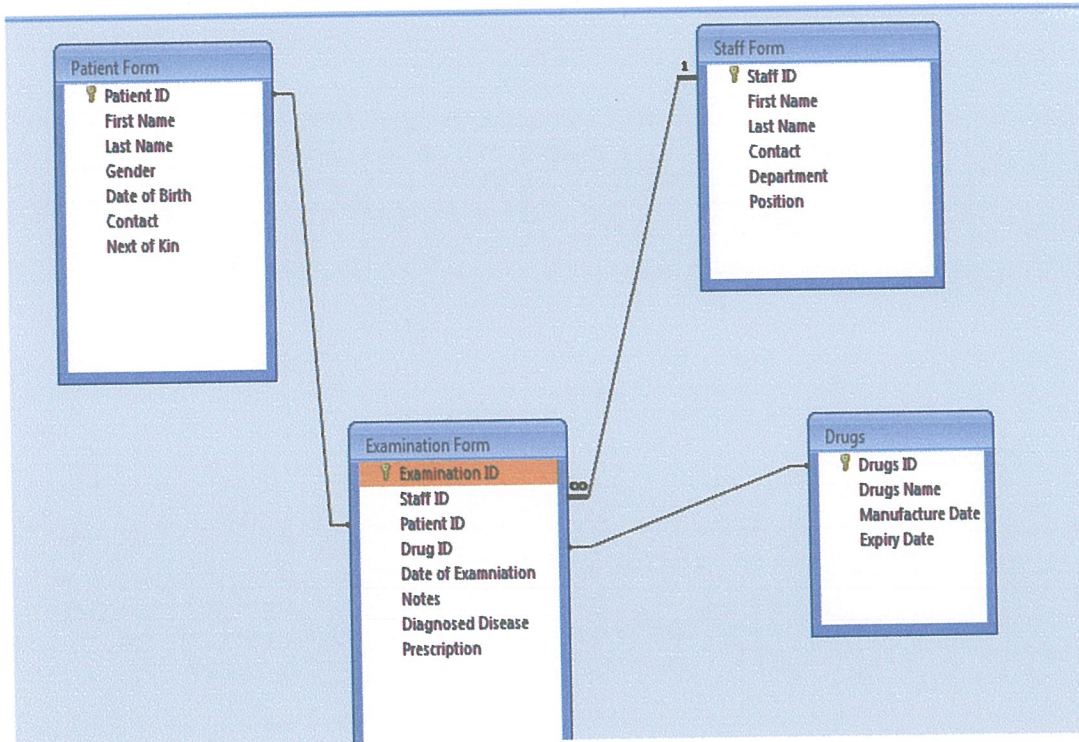 Patient Form
Patient ID
First Name
Last Name
Gender
Date of Birth
Contact
Next of Kin
Staff Form
1
Staff ID
First Name
Last Name
Contact
Department
Position
Examination Form
Examination ID
Staff ID
Patient ID
Drug ID
Date of Examniation
Notes
Diagnosed Disease
Prescription
∞
Drugs
Drugs ID
Drugs Name
Manufacture Date
Expiry Date